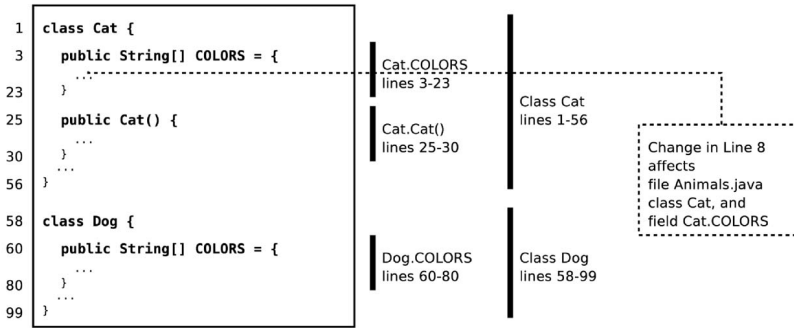 1 class Cat {
3 public String[] COLORS = {
...
23 }
25 public Cat() {
...
30 }
...
56 }
58 class Dog {
60 public String[] COLORS = {
...
80 }
...
99 }
Cat.COLORS
lines 3-23
Cat.Cat()
lines 25-30
Dog.COLORS
lines 60-80
Class Cat
lines 1-56
Class Dog
lines 58-99
Change in Line 8
affects
file Animals.java
class Cat, and
field Cat.COLORS